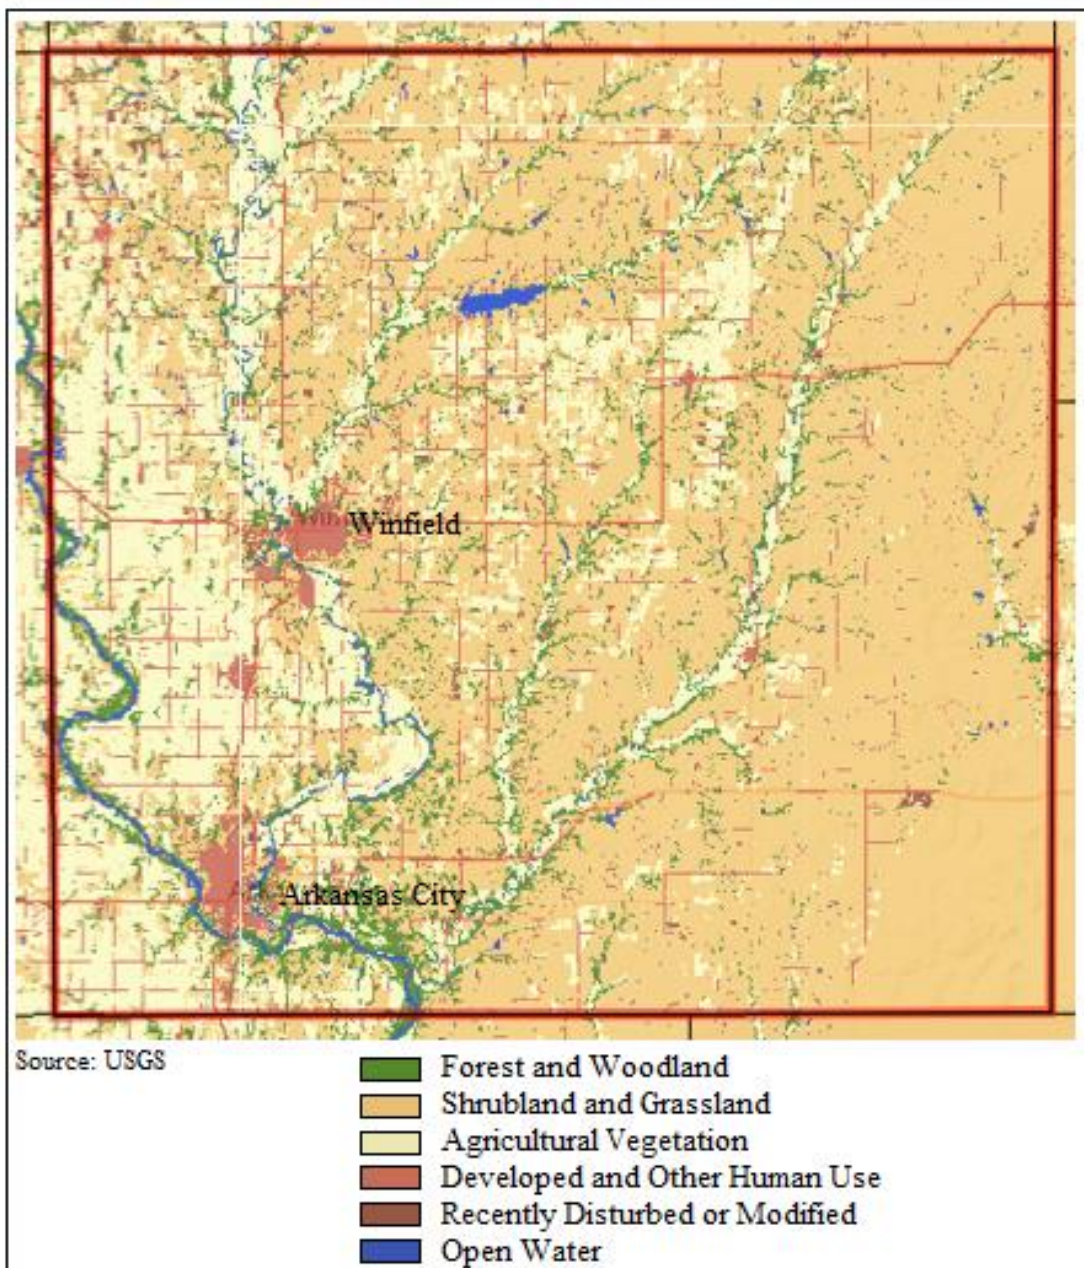 Winfield
Arkansas City
Source: USGS
Forest and Woodland
Shrubland and Grassland
Agricultural Vegetation
Developed and Other Human Use
Recently Disturbed or Modified
Open Water